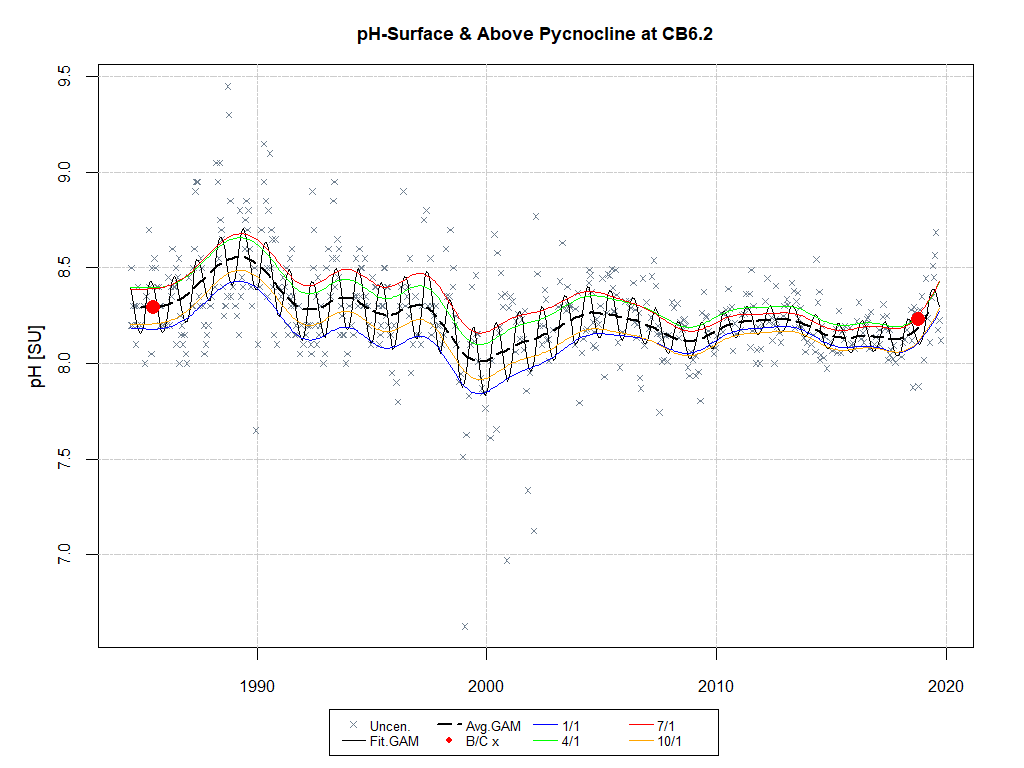 pH-Surface & Above Pycnocline at CB6.2
9.5
9.0
8.5
8.0
7.5
7.0
pH [SU]
1990 2000 2010 2020
Uncen. Avg.GAM 1/1 7/1
Fit.GAM B/C x 4/1 10/1